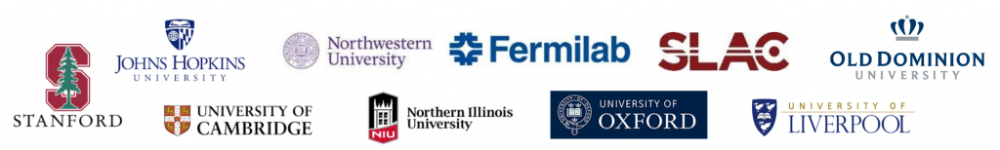 S
STANFORD
JOHNS HOPKINS
UNIVERSITY
Northwestern
University
Fermilab
SLAC
OLD DOMINION
UNIVERSITY
UNIVERSITY OF
CAMBRIDGE
NIU
Northern Illinois
University
UNIVERSITY OF
OXFORD
UNIVERSITY OF
LIVERPOOL